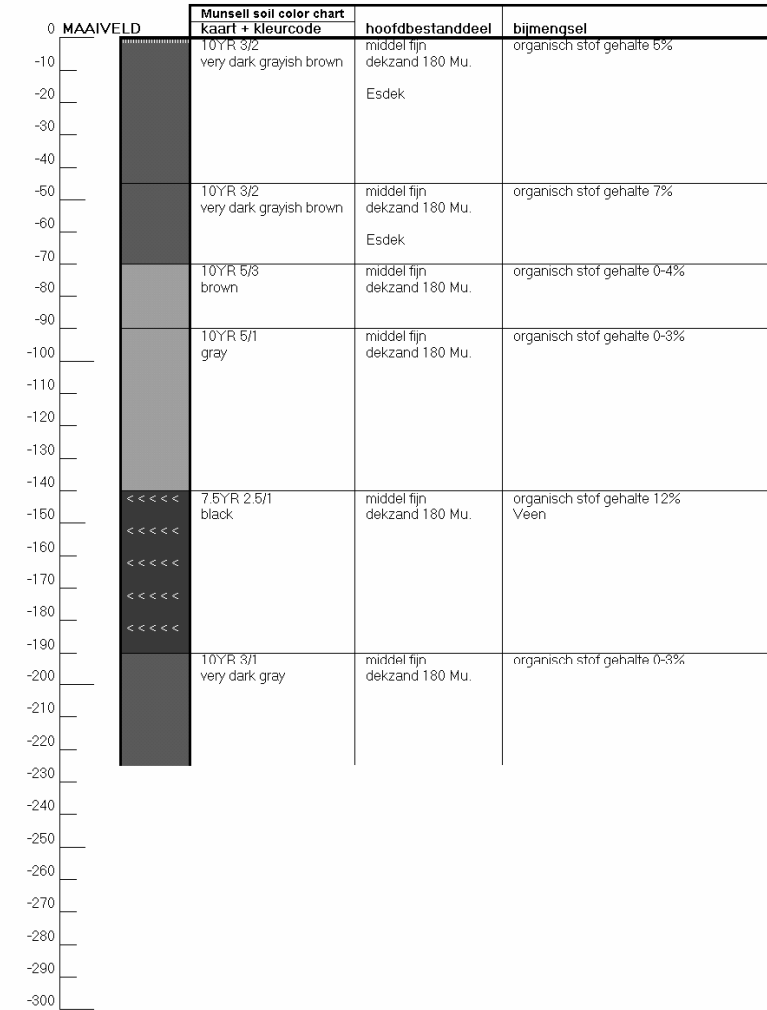 Munsell soil color chart
0 MAAIVELD kaart + kleurcode hoofdbestanddeel bijmengsel
10YR 3/2 middel fijn organisch stof gehalte 5%
-10 very dark grayish brown dekzand 180 Mu.
-20 Esdek
-30
-40
-50 10YR 3/2 middel fijn organisch stof gehalte 7%
very dark grayish brown dekzand 180 Mu.
-60
Esdek
-70
10YR 5/3 middel fijn organisch stof gehalte 0-4%
-80 brown dekzand 180 Mu.
-90
10YR 5/1 middel fijn organisch stof gehalte 0-3%
-100 gray dekzand 180 Mu.
-110
-120
-130
-140
< < < < < 7.5YR 2.5/1 middel fijn organisch stof gehalte 12%
-150 black dekzand 180 Mu. Veen
< < < < <
-160
< < < < <
-170
< < < < <
-180
< < < < <
-190
10YR 3/1 middel fijn organisch stof gehalte 0-3%
-200 very dark gray dekzand 180 Mu.
-210
-220
-230
-240
-250
-260
-270
-280
-290
-300